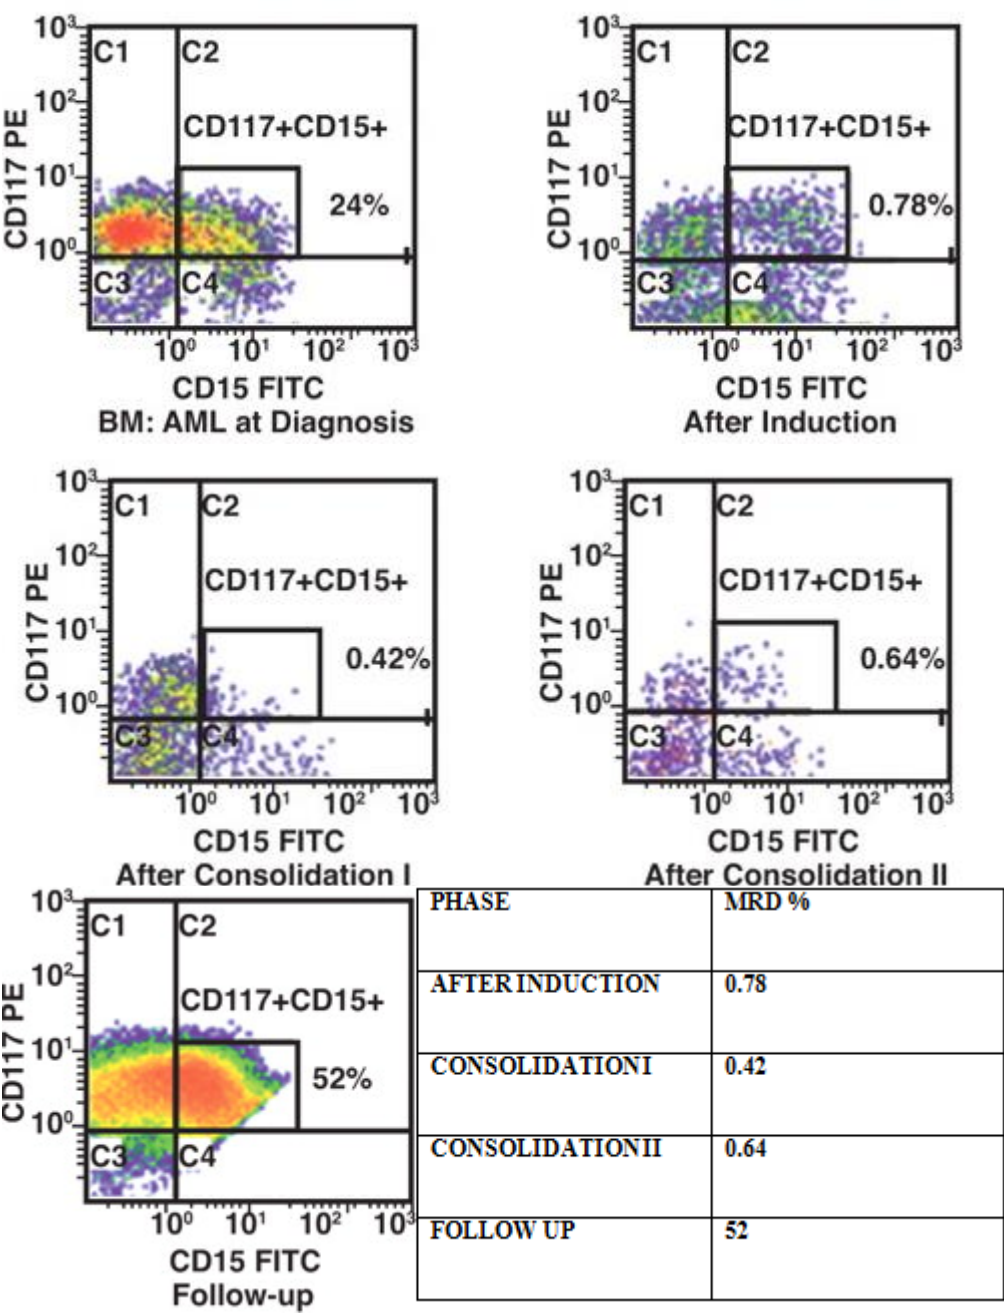 10³
C1 C2
10²
CD117+CD15+
CD117 PE
10¹
24%
10⁰
C3 C4
10⁰ 10¹ 10² 10³
CD15 FITC
BM: AML at Diagnosis
10³
C1 C2
10²
CD117+CD15+
CD117 PE
10¹
0.78%
10⁰
C3 C4
10⁰ 10¹ 10² 10³
CD15 FITC
After Induction
10³
C1 C2
10²
CD117+CD15+
CD117 PE
10¹
0.42%
10⁰
C3 C4
10⁰ 10¹ 10² 10³
CD15 FITC
After Consolidation I
10³
C1 C2
10²
CD117+CD15+
CD117 PE
10¹
0.64%
10⁰
C3 C4
10⁰ 10¹ 10² 10³
CD15 FITC
After Consolidation II
10³
C1 C2
10²
CD117+CD15+
CD117 PE
10¹
52%
10⁰
C3 C4
10⁰ 10¹ 10² 10³
CD15 FITC
Follow-up
PHASE MRD %
AFTER INDUCTION 0.78
CONSOLIDATION I 0.42
CONSOLIDATION II 0.64
FOLLOW UP 52